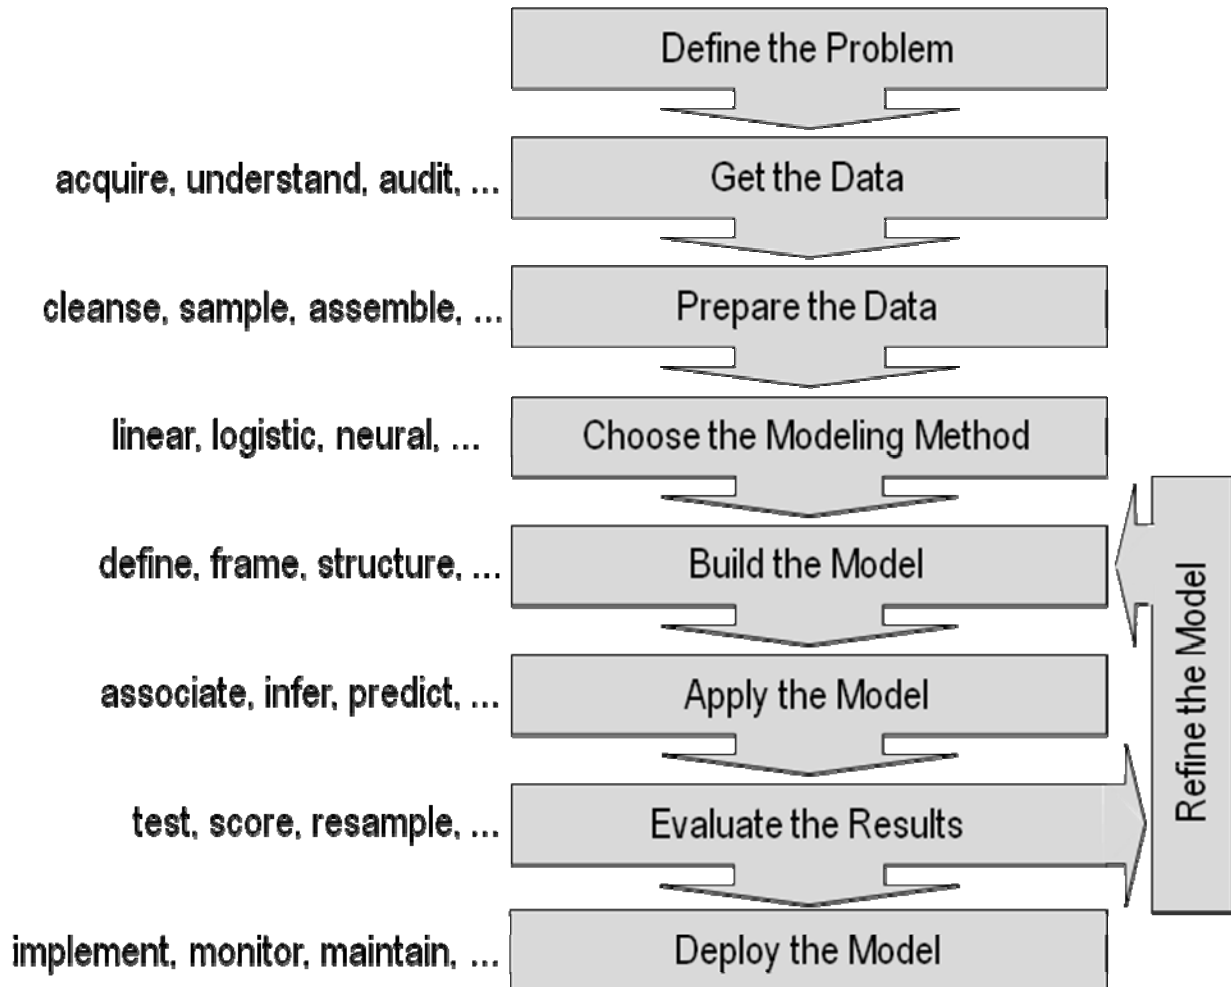 Define the Problem
acquire, understand, audit, ...
Get the Data
cleanse, sample, assemble, ...
Prepare the Data
linear, logistic, neural, ...
Choose the Modeling Method
define, frame, structure, ...
Build the Model
associate, infer, predict, ...
Apply the Model
test, score, resample, ...
Evaluate the Results
implement, monitor, maintain, ...
Deploy the Model
Refine the Model